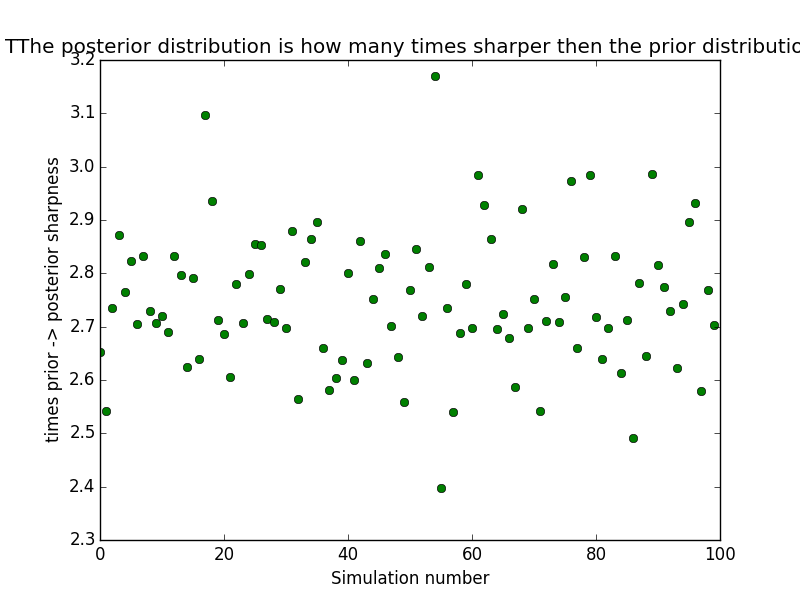 TThe posterior distribution is how many times sharper then the prior distributio
3.2
3.1
3.0
2.9
2.8
2.7
2.6
2.5
2.4
2.3
times prior -> posterior sharpness
0 20 40 60 80 100
Simulation number